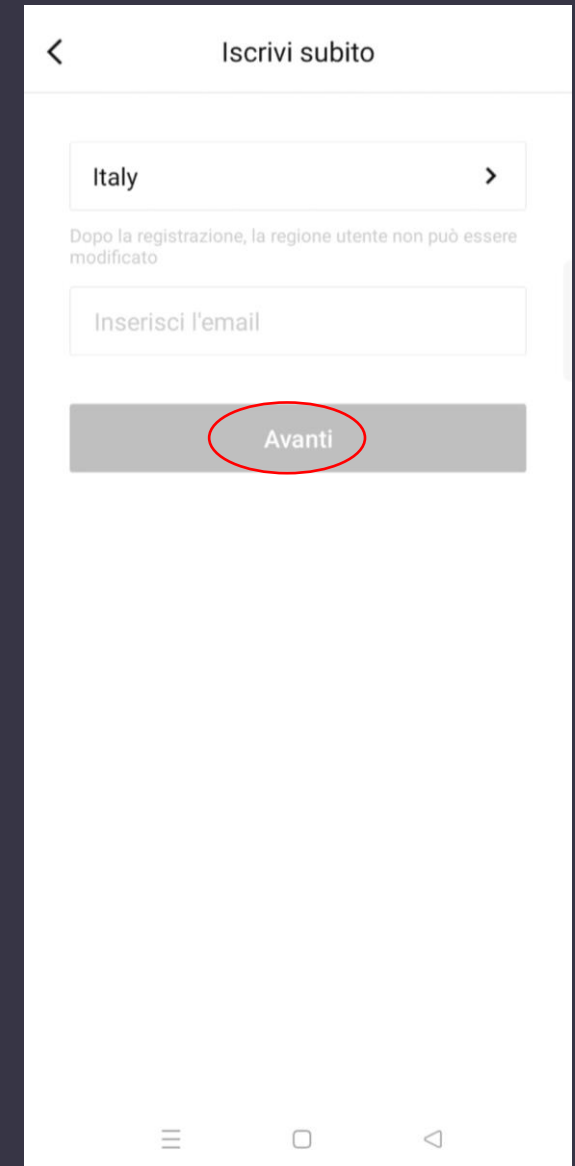 Iscrivi subito
Italy
Dopo la registrazione, la regione utente non può essere
modificato
Inserisci l'email
Avanti